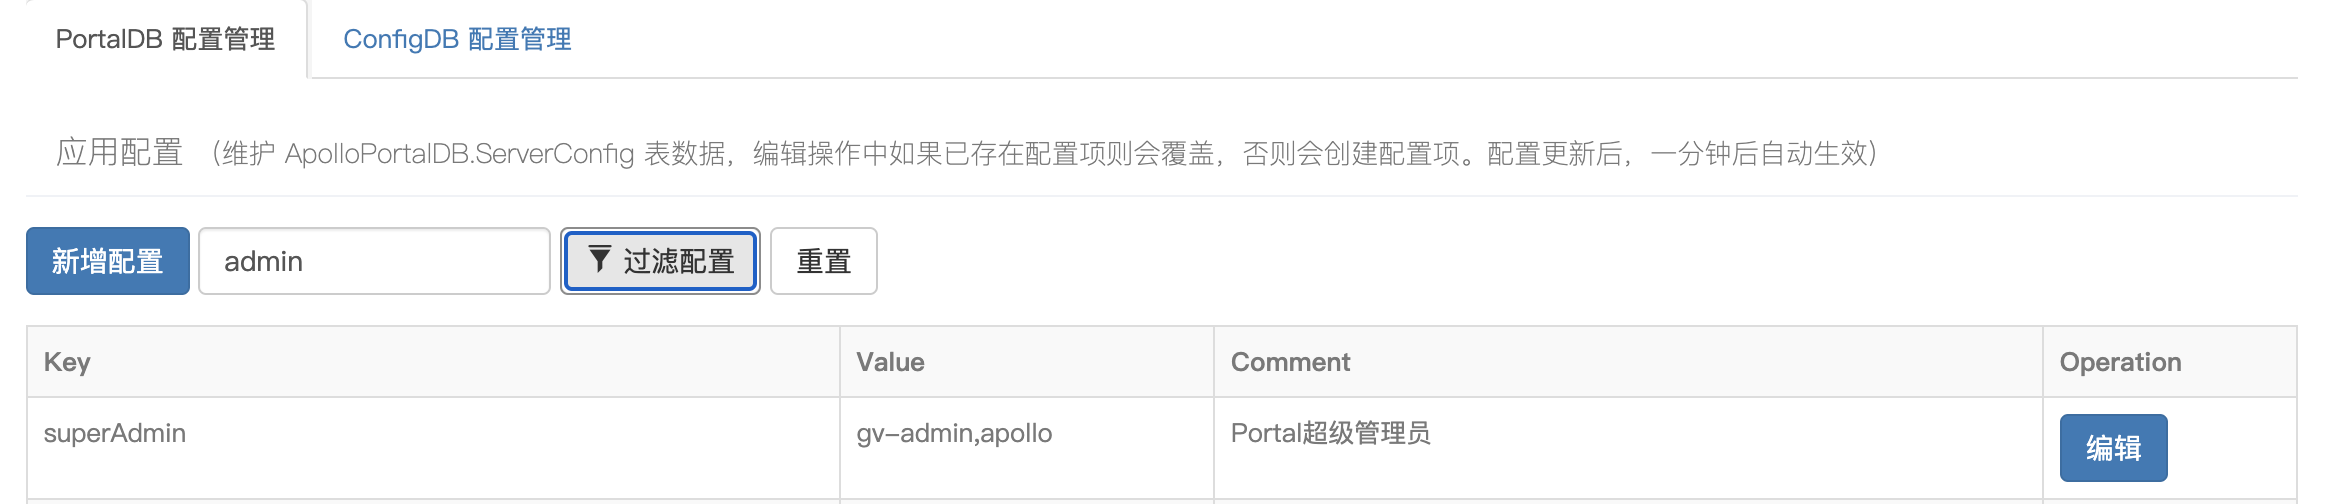 PortalDB 配置管理 ConfigDB 配置管理
应用配置 （维护 ApolloPortalDB.ServerConfig 表数据，编辑操作中如果已存在配置项则会覆盖，否则会创建配置项。配置更新后，一分钟后自动生效）
新增配置 admin 过滤配置 重置
Key Value Comment Operation
superAdmin gv-admin,apollo Portal超级管理员 编辑